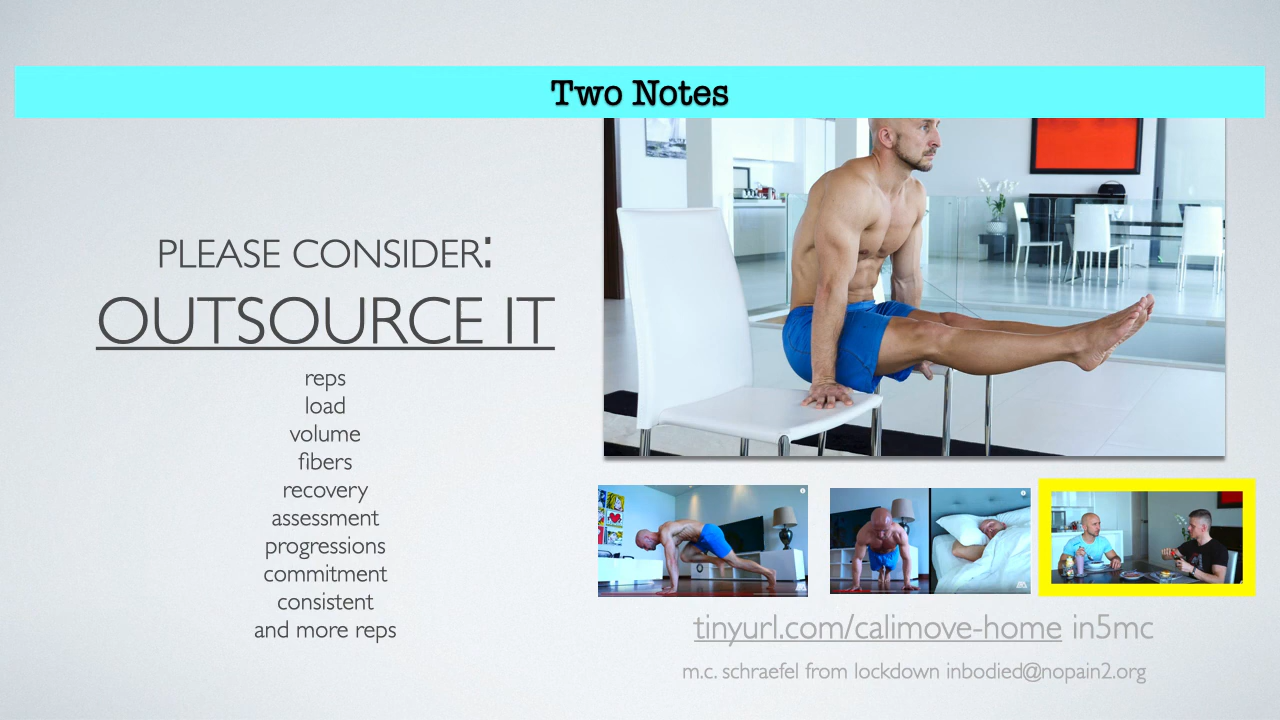 Two Notes
PLEASE CONSIDER:
OUTSOURCE IT
reps
load
volume
fibers
recovery
assessment
progressions
commitment
consistent
and more reps
tinyurl.com/calimove-home in5mc
m.c. schraefel from lockdown inbodied@nopain2.org